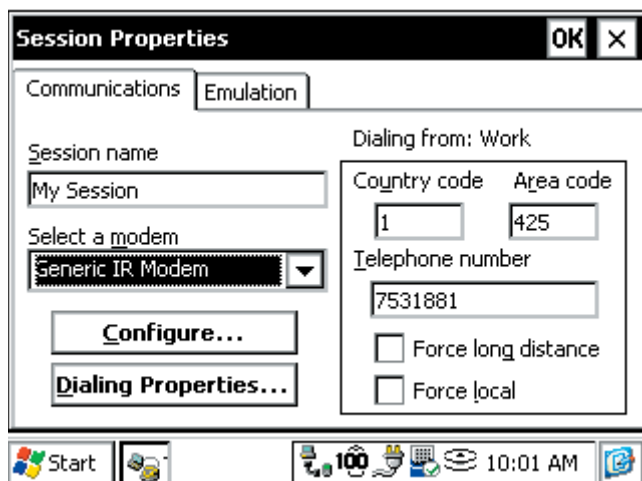 Session Properties OK ×
Communications Emulation
Session name
My Session
Select a modem
Generic IR Modem
Configure...
Dialing Properties...
Dialing from: Work
Country code Area code
1 425
Telephone number
7531881
Force long distance
Force local
Start 100 10:01 AM